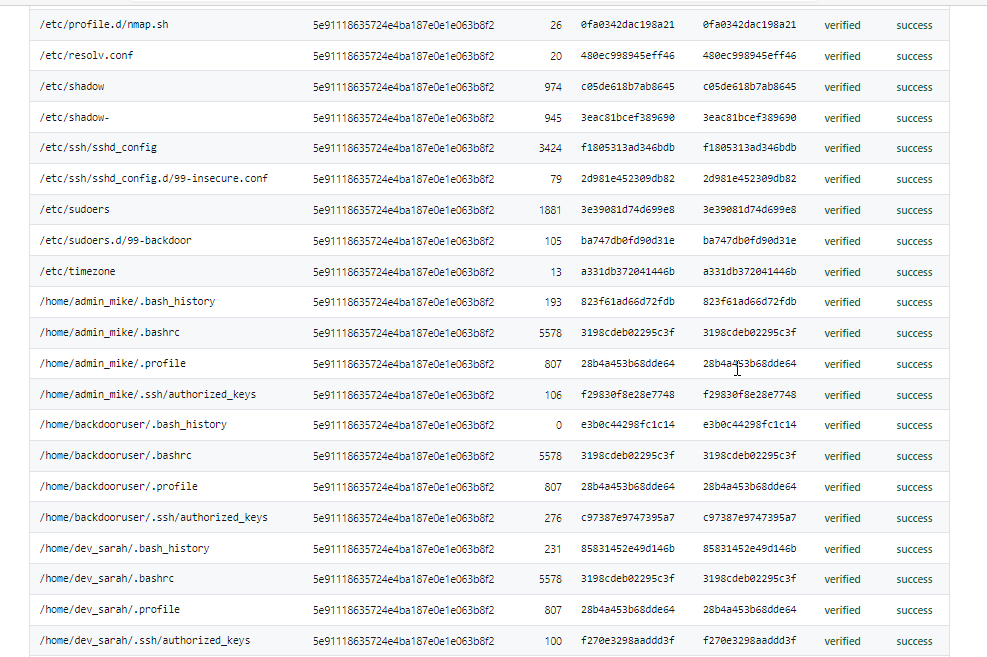 /etc/profile.d/nmap.sh 5e91118635724e4ba187e0e1e063b8f2 26 0fa0342dac198a21 0fa0342dac198a21 verified success
/etc/resolv.conf 5e91118635724e4ba187e0e1e063b8f2 20 480ec998945eff46 480ec998945eff46 verified success
/etc/shadow 5e91118635724e4ba187e0e1e063b8f2 974 c05de618b7ab8645 c05de618b7ab8645 verified success
/etc/shadow- 5e91118635724e4ba187e0e1e063b8f2 945 3eac81bcef389690 3eac81bcef389690 verified success
/etc/ssh/sshd_config 5e91118635724e4ba187e0e1e063b8f2 3424 f1805313ad346bdb f1805313ad346bdb verified success
/etc/ssh/sshd_config.d/99-insecure.conf 5e91118635724e4ba187e0e1e063b8f2 79 2d981e452309db82 2d981e452309db82 verified success
/etc/sudoers 5e91118635724e4ba187e0e1e063b8f2 1881 3e39081d74d699e8 3e39081d74d699e8 verified success
/etc/sudoers.d/99-backdoor 5e91118635724e4ba187e0e1e063b8f2 105 ba747db0fd90d31e ba747db0fd90d31e verified success
/etc/timezone 5e91118635724e4ba187e0e1e063b8f2 13 a331db372041446b a331db372041446b verified success
/home/admin_mike/.bash_history 5e91118635724e4ba187e0e1e063b8f2 193 823f61ad66d72fdb 823f61ad66d72fdb verified success
/home/admin_mike/.bashrc 5e91118635724e4ba187e0e1e063b8f2 5578 3198cdeb02295c3f 3198cdeb02295c3f verified success
/home/admin_mike/.profile 5e91118635724e4ba187e0e1e063b8f2 807 28b4a453b68dde64 28b4a453b68dde64 verified success
/home/admin_mike/.ssh/authorized_keys 5e91118635724e4ba187e0e1e063b8f2 106 f29830f8e28e7748 f29830f8e28e7748 verified success
/home/backdooruser/.bash_history 5e91118635724e4ba187e0e1e063b8f2 0 e3b0c44298fc1c14 e3b0c44298fc1c14 verified success
/home/backdooruser/.bashrc 5e91118635724e4ba187e0e1e063b8f2 5578 3198cdeb02295c3f 3198cdeb02295c3f verified success
/home/backdooruser/.profile 5e91118635724e4ba187e0e1e063b8f2 807 28b4a453b68dde64 28b4a453b68dde64 verified success
/home/backdooruser/.ssh/authorized_keys 5e91118635724e4ba187e0e1e063b8f2 276 c97387e9747395a7 c97387e9747395a7 verified success
/home/dev_sarah/.bash_history 5e91118635724e4ba187e0e1e063b8f2 231 85831452e49d146b 85831452e49d146b verified success
/home/dev_sarah/.bashrc 5e91118635724e4ba187e0e1e063b8f2 5578 3198cdeb02295c3f 3198cdeb02295c3f verified success
/home/dev_sarah/.profile 5e91118635724e4ba187e0e1e063b8f2 807 28b4a453b68dde64 28b4a453b68dde64 verified success
/home/dev_sarah/.ssh/authorized_keys 5e91118635724e4ba187e0e1e063b8f2 100 f270e3298aaddd3f f270e3298aaddd3f verified success